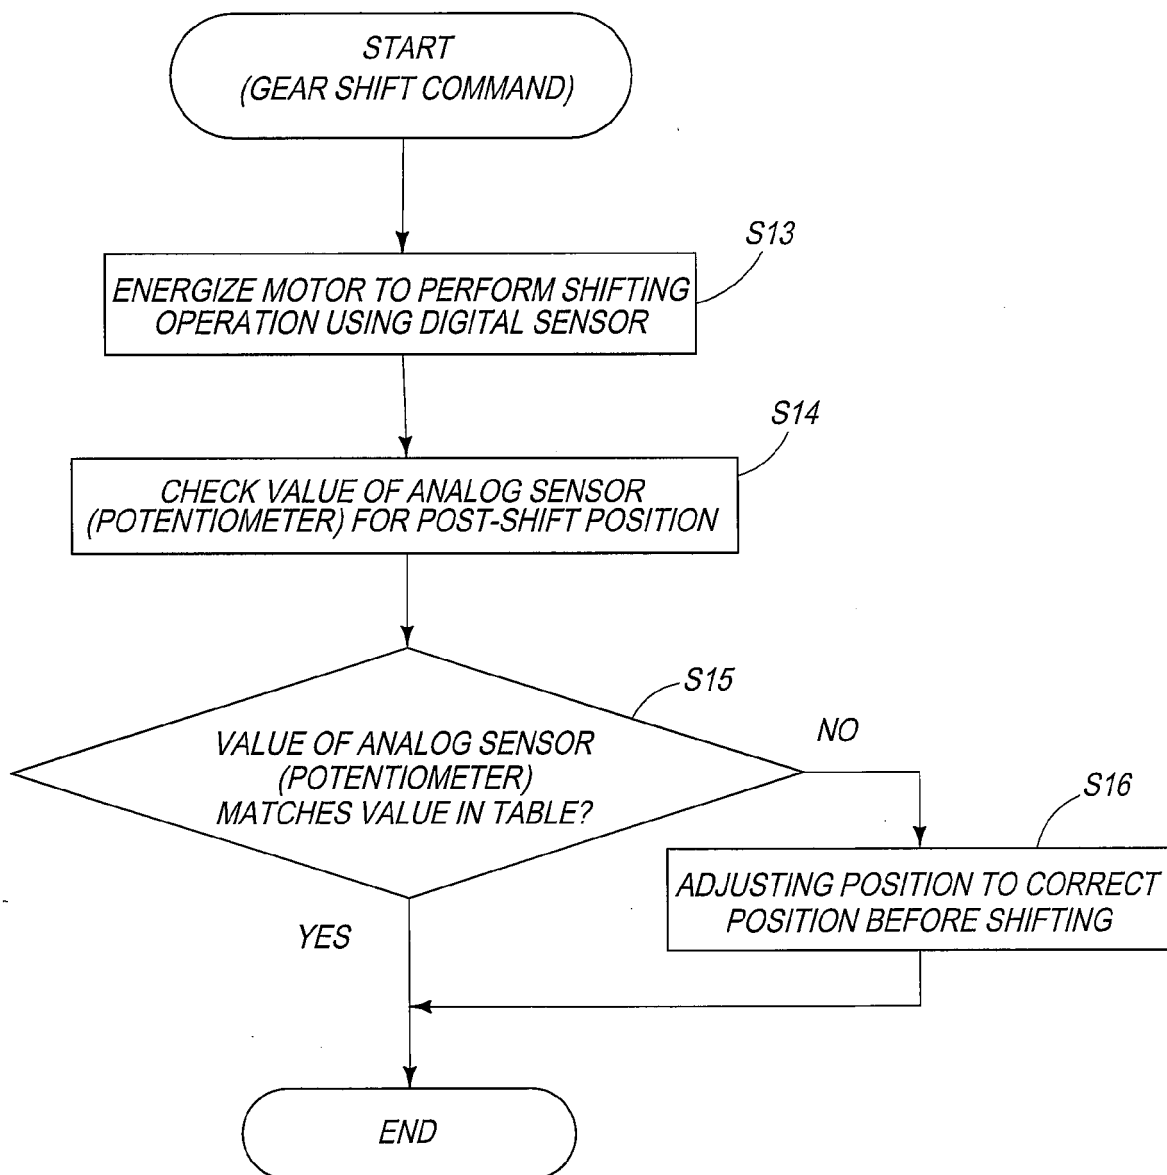 START
(GEAR SHIFT COMMAND)
S13
ENERGIZE MOTOR TO PERFORM SHIFTING
OPERATION USING DIGITAL SENSOR
S14
CHECK VALUE OF ANALOG SENSOR
(POTENTIOMETER) FOR POST-SHIFT POSITION
S15
VALUE OF ANALOG SENSOR
(POTENTIOMETER)
MATCHES VALUE IN TABLE?
NO
S16
ADJUSTING POSITION TO CORRECT
POSITION BEFORE SHIFTING
YES
END